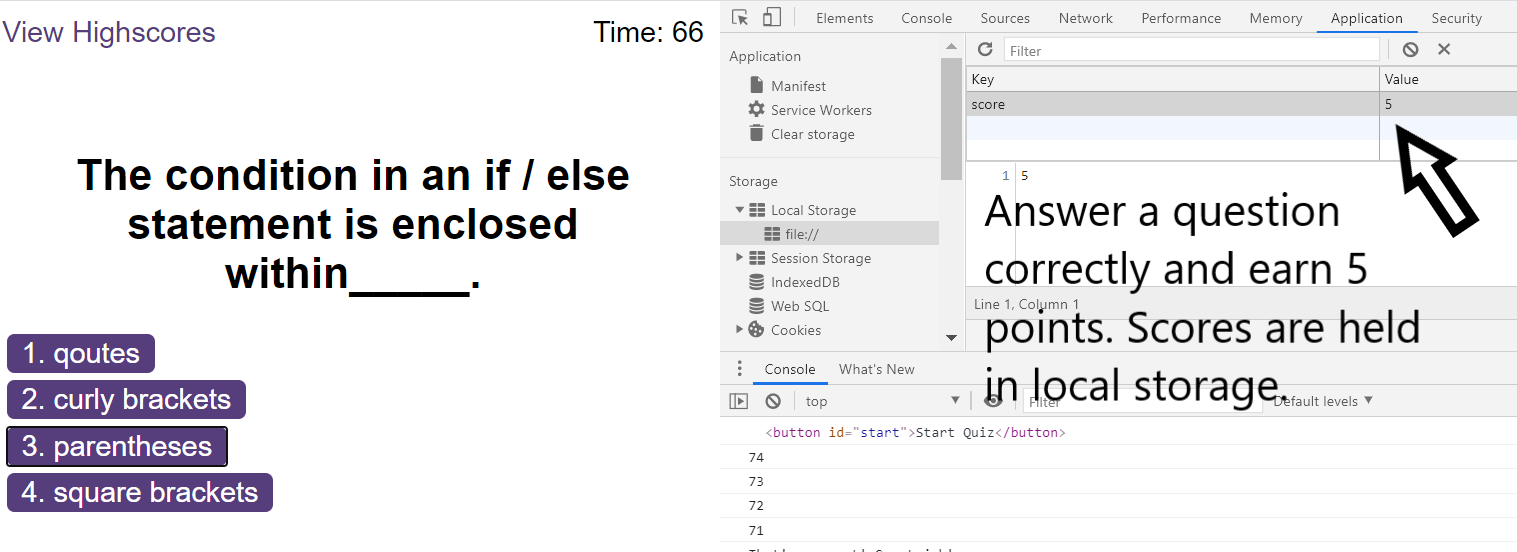 View Highscores
Time: 66
The condition in an if / else
statement is enclosed
within_____.
1. qoutes
2. curly brackets
3. parentheses
4. square brackets
Elements Console Sources Network Performance Memory Application Security
Application
Manifest
Service Workers
Clear storage
Storage
Local Storage
file://
Session Storage
IndexedDB
Web SQL
Cookies
Filter
Key Value
score 5
1 5
Answer a question
correctly and earn 5
points. Scores are held
in local storage.
Line 1, Column 1
Console What's New
top Filter Default levels
<button id="start">Start Quiz</button>
74
73
72
71